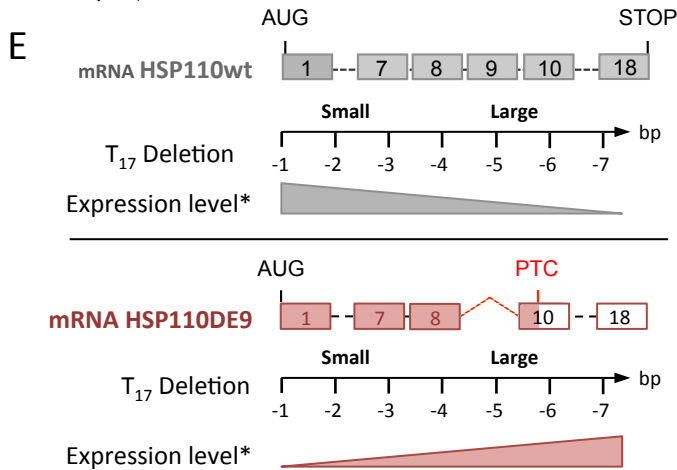 E
AUG STOP
mRNA HSP110wt 1 7 8 9 10 18
Small Large
bp
T17 Deletion
-1 -2 -3 -4 -5 -6 -7
Expression level*
AUG PTC
mRNA HSP110DE9 1 7 8 10 18
Small Large
bp
T17 Deletion
-1 -2 -3 -4 -5 -6 -7
Expression level*